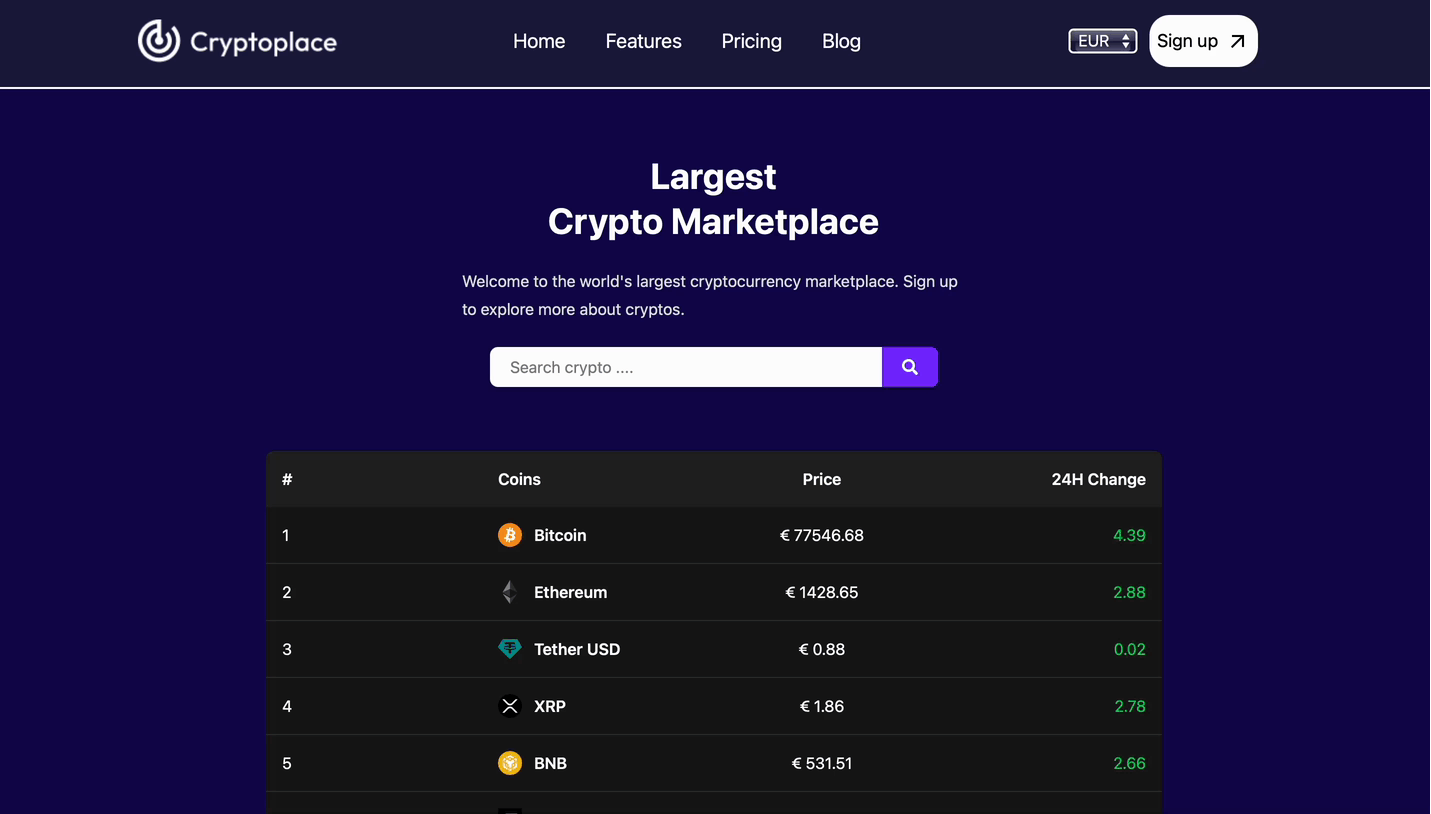 Cryptoplace
Home Features Pricing Blog
EUR
Sign up
Largest
Crypto Marketplace
Welcome to the world's largest cryptocurrency marketplace. Sign up
to explore more about cryptos.
Search crypto ....
# Coins Price 24H Change
1 Bitcoin € 77546.68 4.39
2 Ethereum € 1428.65 2.88
3 Tether USD € 0.88 0.02
4 XRP € 1.86 2.78
5 BNB € 531.51 2.66